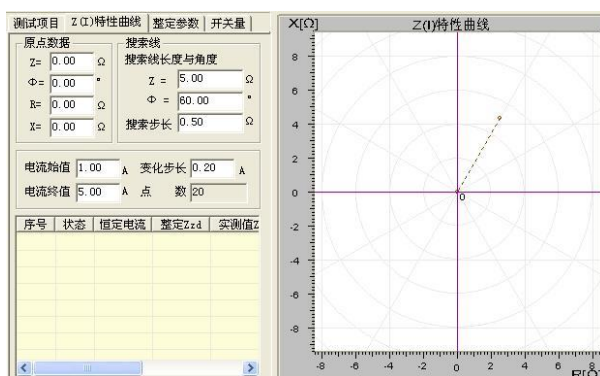 测试项目 Z(I)特性曲线 整定参数 开关量
原点数据
Z= 0.00 Ω
Φ= 0.00 °
R= 0.00 Ω
X= 0.00 Ω
搜索线
搜索线长度与角度
Z = 5.00 Ω
Φ = 60.00 °
搜索步长 0.50 Ω
电流始值 1.00 A 变化步长 0.20 A
电流终值 5.00 A 点 数 20
序号 状态 恒定电流 整定Zzd 实测值Z
X[Ω] Z(I)特性曲线
8
6
4
2
0
-2
-4
-6
-8
0
-8 -6 -4 -2 0 2 4 6 8
R[Ω]